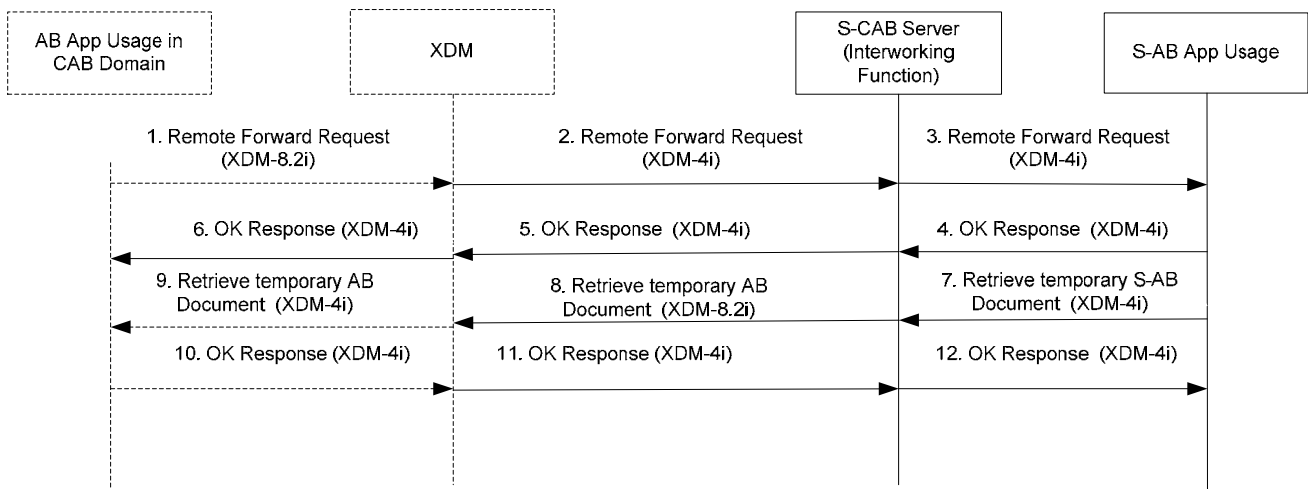 AB App Usage in
CAB Domain
XDM
S-CAB Server
(Interworking
Function)
S-AB App Usage
1. Remote Forward Request
(XDM-8.2i)
2. Remote Forward Request
(XDM-4i)
3. Remote Forward Request
(XDM-4i)
6. OK Response (XDM-4i)
5. OK Response (XDM-4i)
4. OK Response (XDM-4i)
9. Retrieve temporary AB
Document (XDM-4i)
8. Retrieve temporary AB
Document (XDM-8.2i)
7. Retrieve temporary S-AB
Document (XDM-4i)
10. OK Response (XDM-4i)
11. OK Response (XDM-4i)
12. OK Response (XDM-4i)